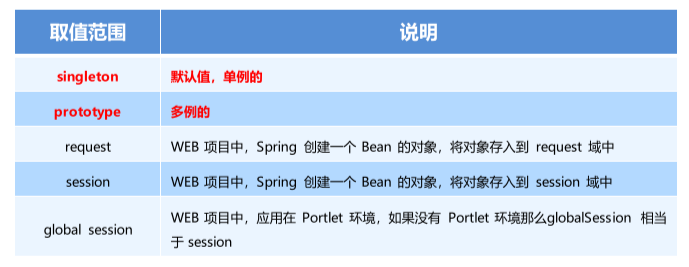 取值范围 说明
singleton 默认值，单例的
prototype 多例的
request WEB 项目中，Spring 创建一个 Bean 的对象，将对象存入到 request 域中
session WEB 项目中，Spring 创建一个 Bean 的对象，将对象存入到 session 域中
global session WEB 项目中，应用在 Portlet 环境，如果没有 Portlet 环境那么globalSession 相当
于 session